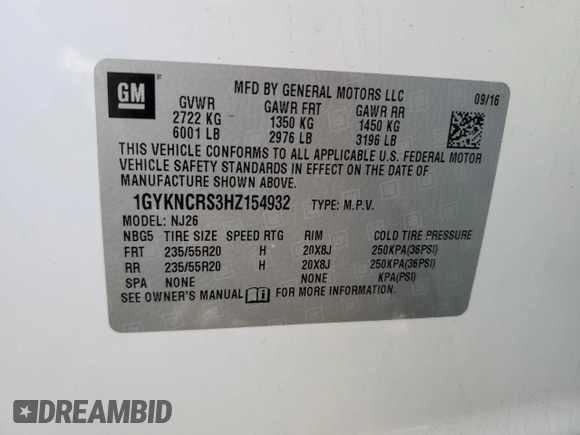 GM
MFD BY GENERAL MOTORS LLC 09/16
GVWR GAWR FRT GAWR RR
2722 KG 1350 KG 1450 KG
6001 LB 2976 LB 3196 LB
THIS VEHICLE CONFORMS TO ALL APPLICABLE U.S. FEDERAL MOTOR
VEHICLE SAFETY STANDARDS IN EFFECT ON THE DATE OF
MANUFACTURE SHOWN ABOVE.
1GYKNCRS3HZ154932 TYPE: M.P.V.
MODEL: NJ26
NBG5 TIRE SIZE SPEED RTG RIM COLD TIRE PRESSURE
FRT 235/55R20 H 20X8J 250KPA(36PSI)
RR 235/55R20 H 20X8J 250KPA(36PSI)
SPA NONE NONE KPA(PSI)
SEE OWNER'S MANUAL FOR MORE INFORMATION.
DREAMBID